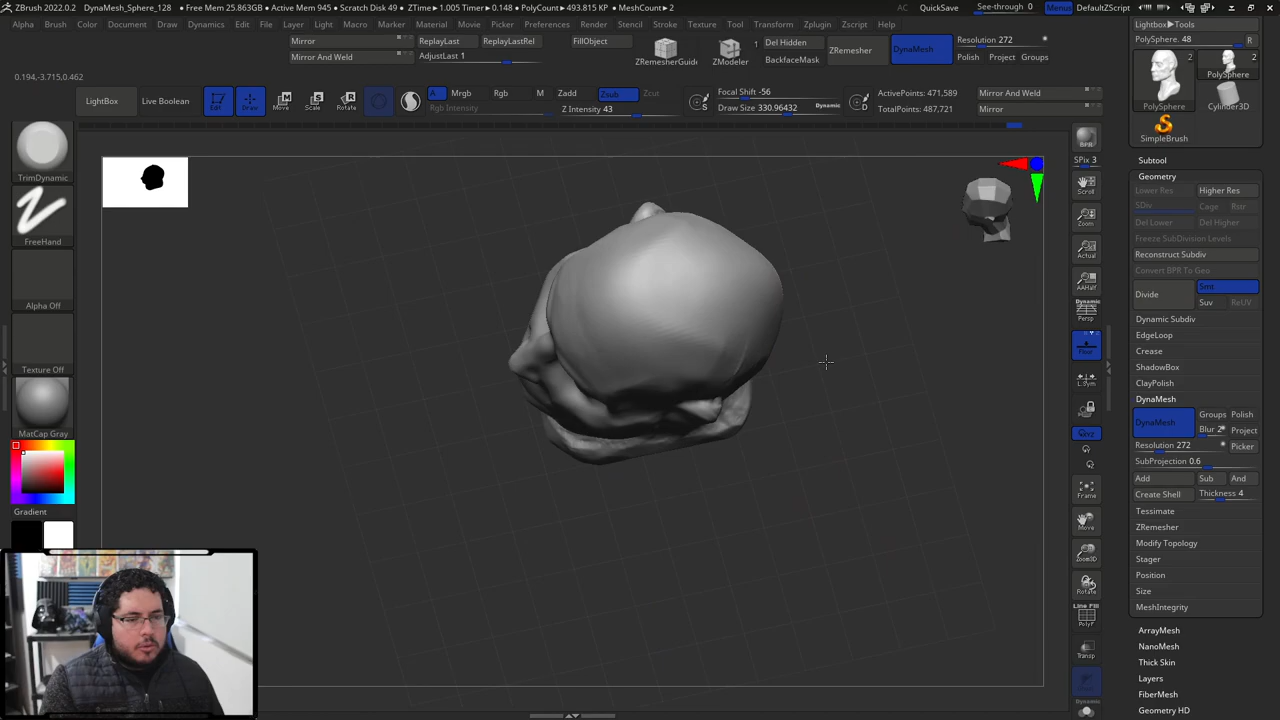 ZBrush 2022.0.2 DynaMesh_Sphere_128 • Free Mem 25.863GB • Active Mem 945 • Scratch Disk 49 • ZTime▶1.005 Timer▶0.148 • PolyCount▶493.815 KP • MeshCount▶2
AC QuickSave See-through 0 Menus DefaultZScript
Alpha Brush Color Document Draw Dynamics Edit File Layer Light Macro Marker Material Movie Picker Preferences Render Stencil Stroke Texture Tool Transform Zplugin Zscript Help
Lightbox▶Tools
Mirror ReplayLast ReplayLastRel FillObject 1 Del Hidden Resolution 272
PolySphere. 48 R
ZRemesher DynaMesh
Mirror And Weld AdjustLast 1 ZRemesherGuide ZModeler BackfaceMask Polish Project Groups
2 2
PolySphere
0.194,-3.715,0.462
LightBox Live Boolean Edit Draw Move Scale Rotate A Mrgb Rgb M Zadd Zsub Zcut Focal Shift -56 ActivePoints: 471,589 Mirror And Weld
Rgb Intensity Z Intensity 43 S Draw Size 330.96432 Dynamic D TotalPoints: 487,721 Mirror
PolySphere Cylinder3D
SimpleBrush
TrimDynamic
FreeHand
Alpha Off
Texture Off
MatCap Gray
Gradient
BPR
SPix 3
Scroll
Zoom
Actual
AAHalf
Dynamic
Persp
Floor
L.Sym
Frame
Move
Zoom3D
Rotate
Line Fill
PolyF
Transp
Dynamic
Subtool
Geometry
Lower Res Higher Res
SDiv Cage Rstr
Del Lower Del Higher
Freeze SubDivision Levels
Reconstruct Subdiv
Convert BPR To Geo
Divide Smt
Suv ReUV
Dynamic Subdiv
EdgeLoop
Crease
ShadowBox
ClayPolish
DynaMesh
DynaMesh Groups Polish
Blur 2 Project
Resolution 272 Picker
SubProjection 0.6
Add Sub And
Create Shell Thickness 4
Tessimate
ZRemesher
Modify Topology
Stager
Position
Size
MeshIntegrity
ArrayMesh
NanoMesh
Thick Skin
Layers
FiberMesh
Geometry HD